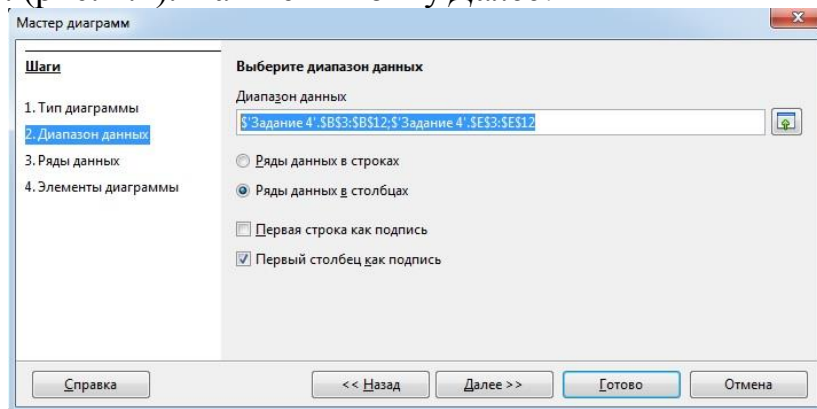 Мастер диаграмм
Шаги
1. Тип диаграммы
2. Диапазон данных
3. Ряды данных
4. Элементы диаграммы
Выберите диапазон данных
Диапазон данных
$'Задание 4'.$B$3:$B$12;$'Задание 4'.$E$3:$E$12
Ряды данных в строках
Ряды данных в столбцах
Первая строка как подпись
Первый столбец как подпись
Справка
<< Назад
Далее >>
Готово
Отмена